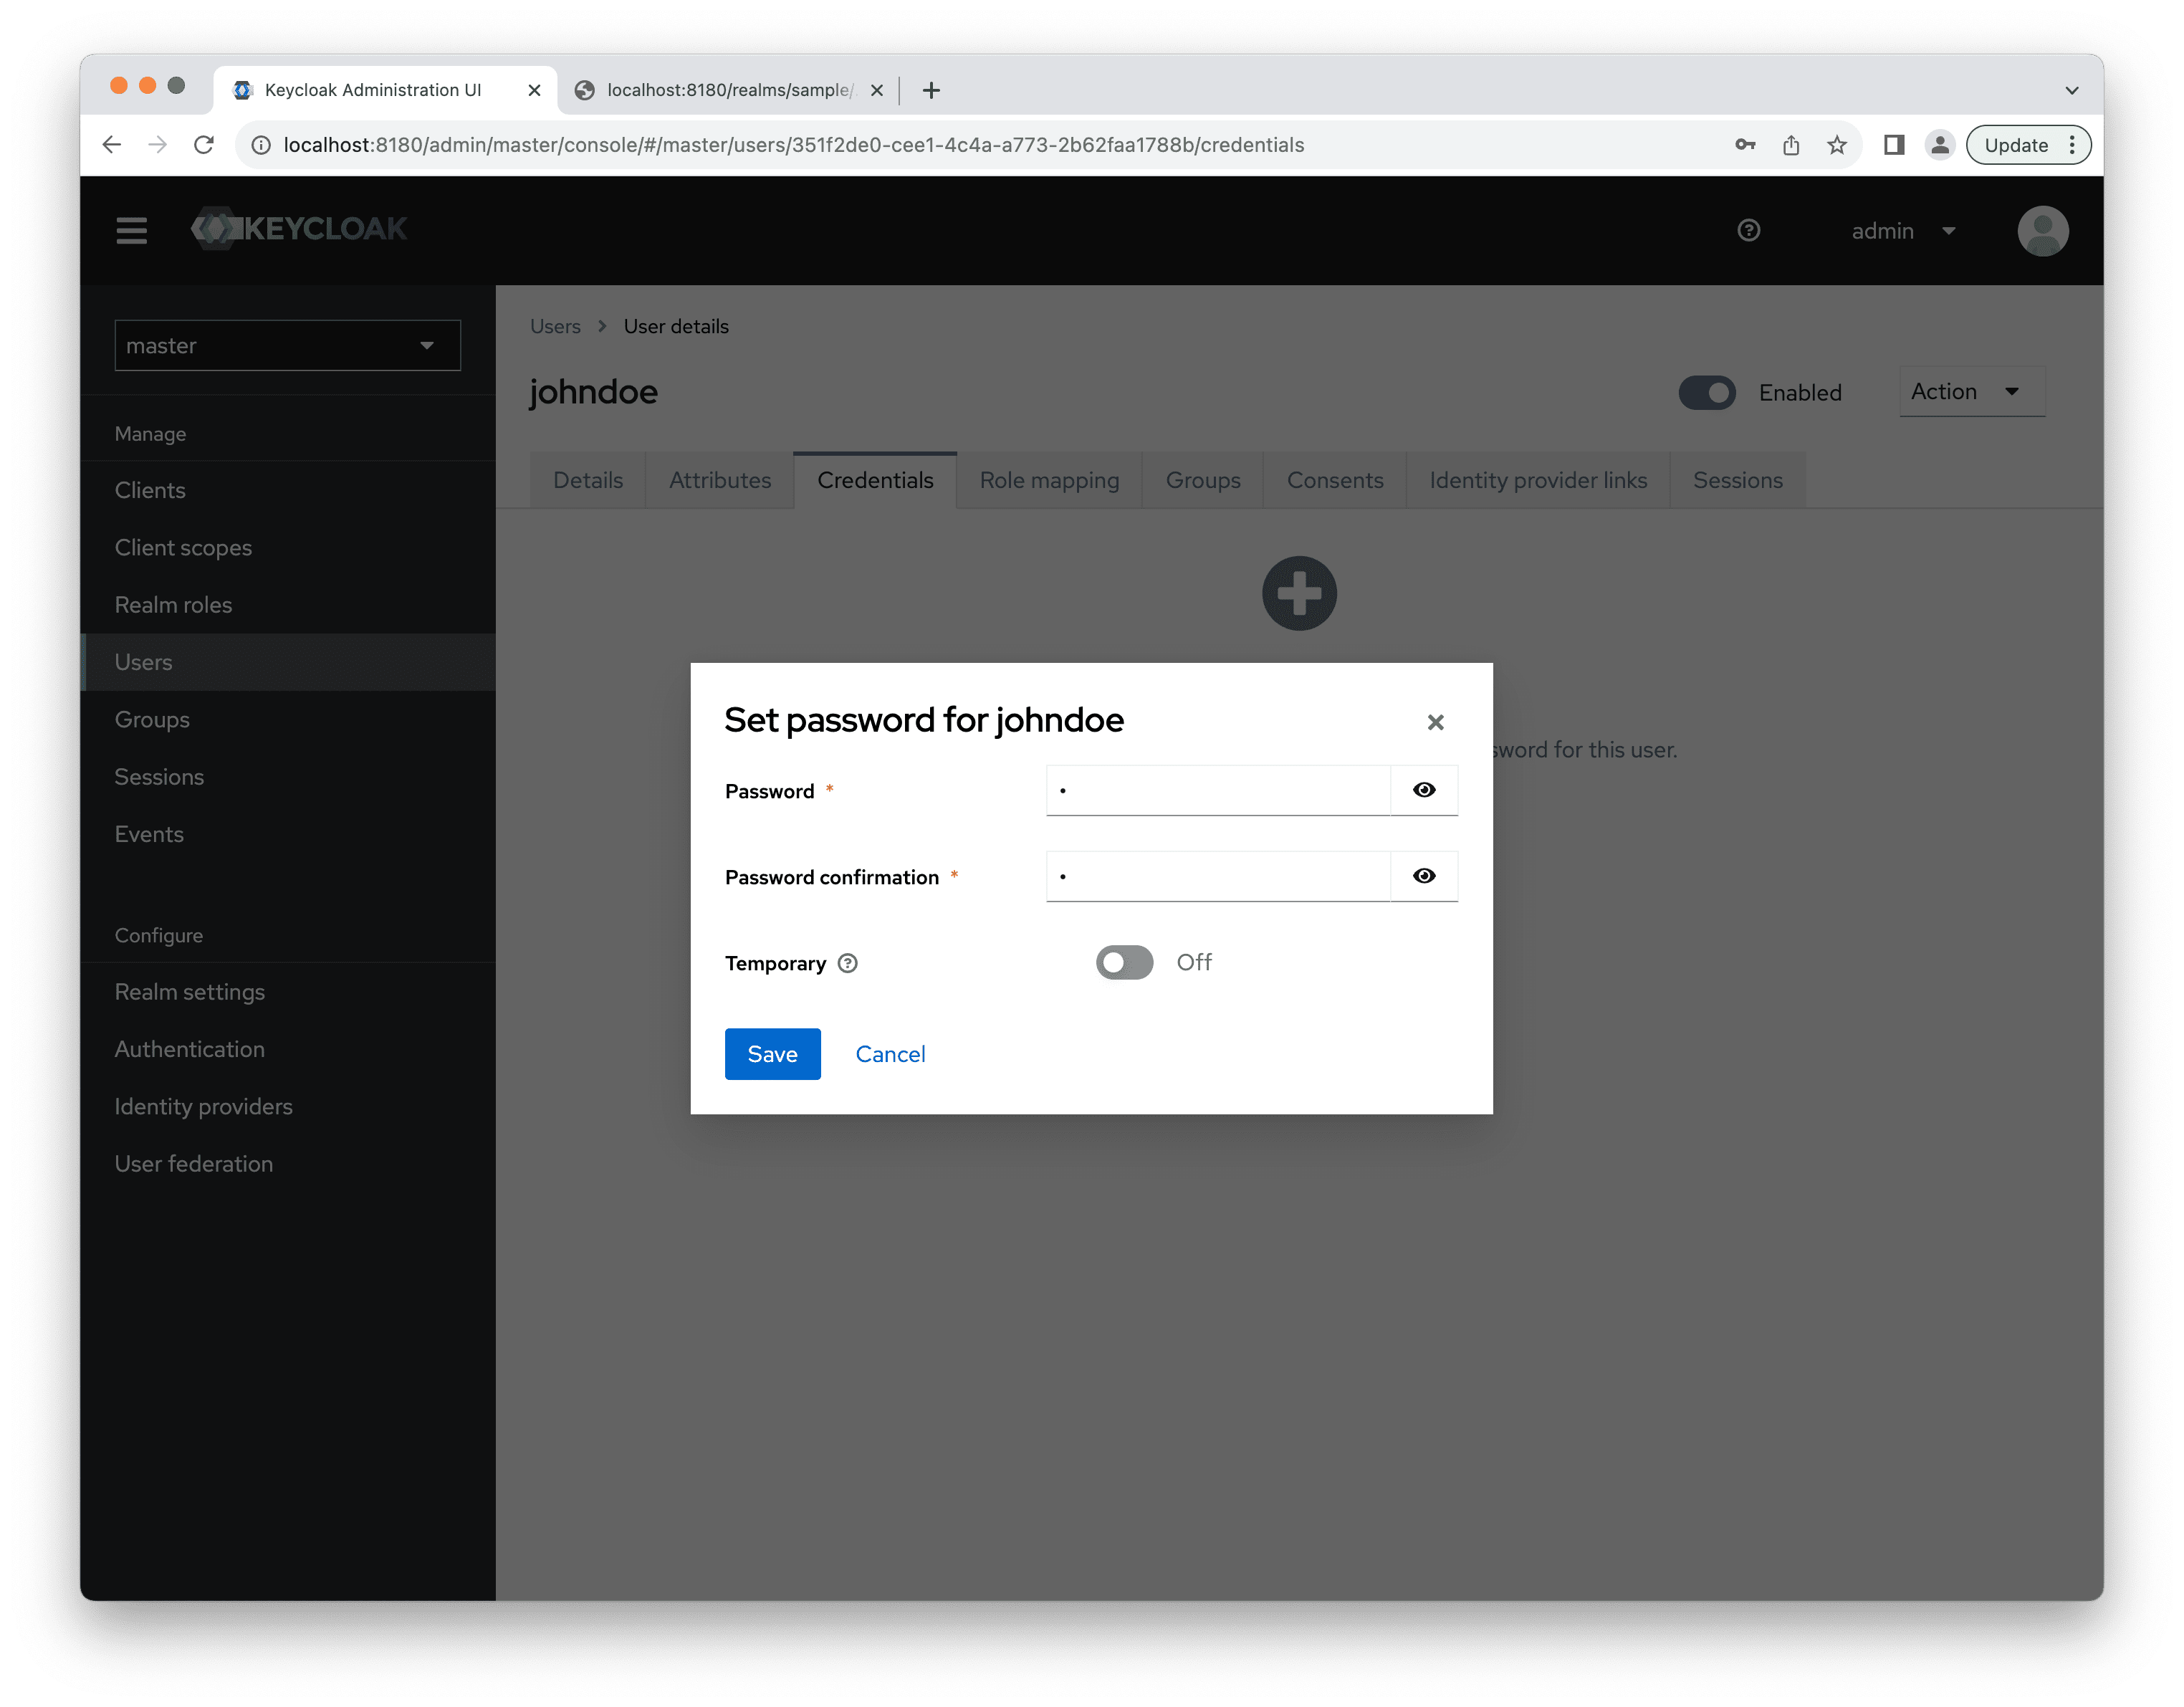 Keycloak Administration UI
localhost:8180/realms/sample/
localhost:8180/admin/master/console/#/master/users/351f2de0-cee1-4c4a-a773-2b62faa1788b/credentials
Update
KEYCLOAK
admin
master
Manage
Clients
Client scopes
Realm roles
Users
Groups
Sessions
Events
Configure
Realm settings
Authentication
Identity providers
User federation
Users > User details
johndoe
Enabled
Action
Details Attributes Credentials Role mapping Groups Consents Identity provider links Sessions
sword for this user.
Set password for johndoe
Password *
Password confirmation *
Temporary
Off
Save Cancel